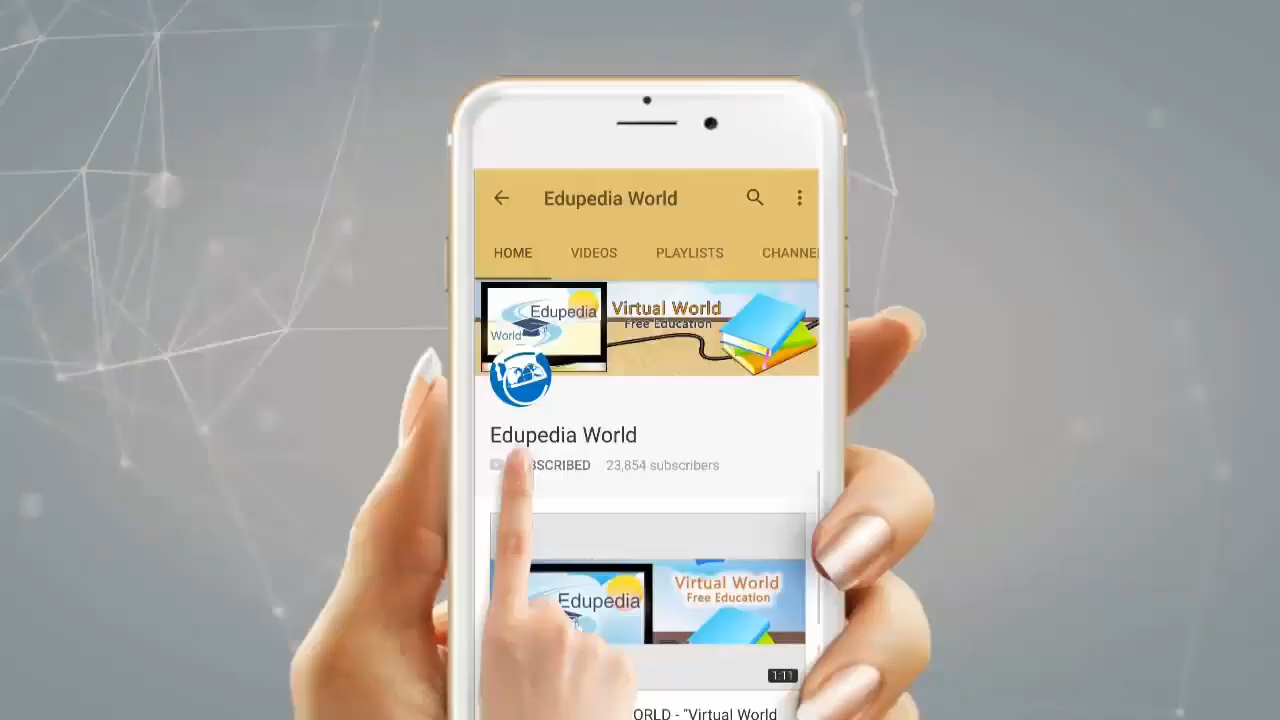 Edupedia World
HOME VIDEOS PLAYLISTS CHANNE
Edupedia
World
Virtual World
Free Education
Edupedia World
BSCRIBED 23,854 subscribers
Edupedia
Virtual World
Free Education
1:11
ORLD - "Virtual World